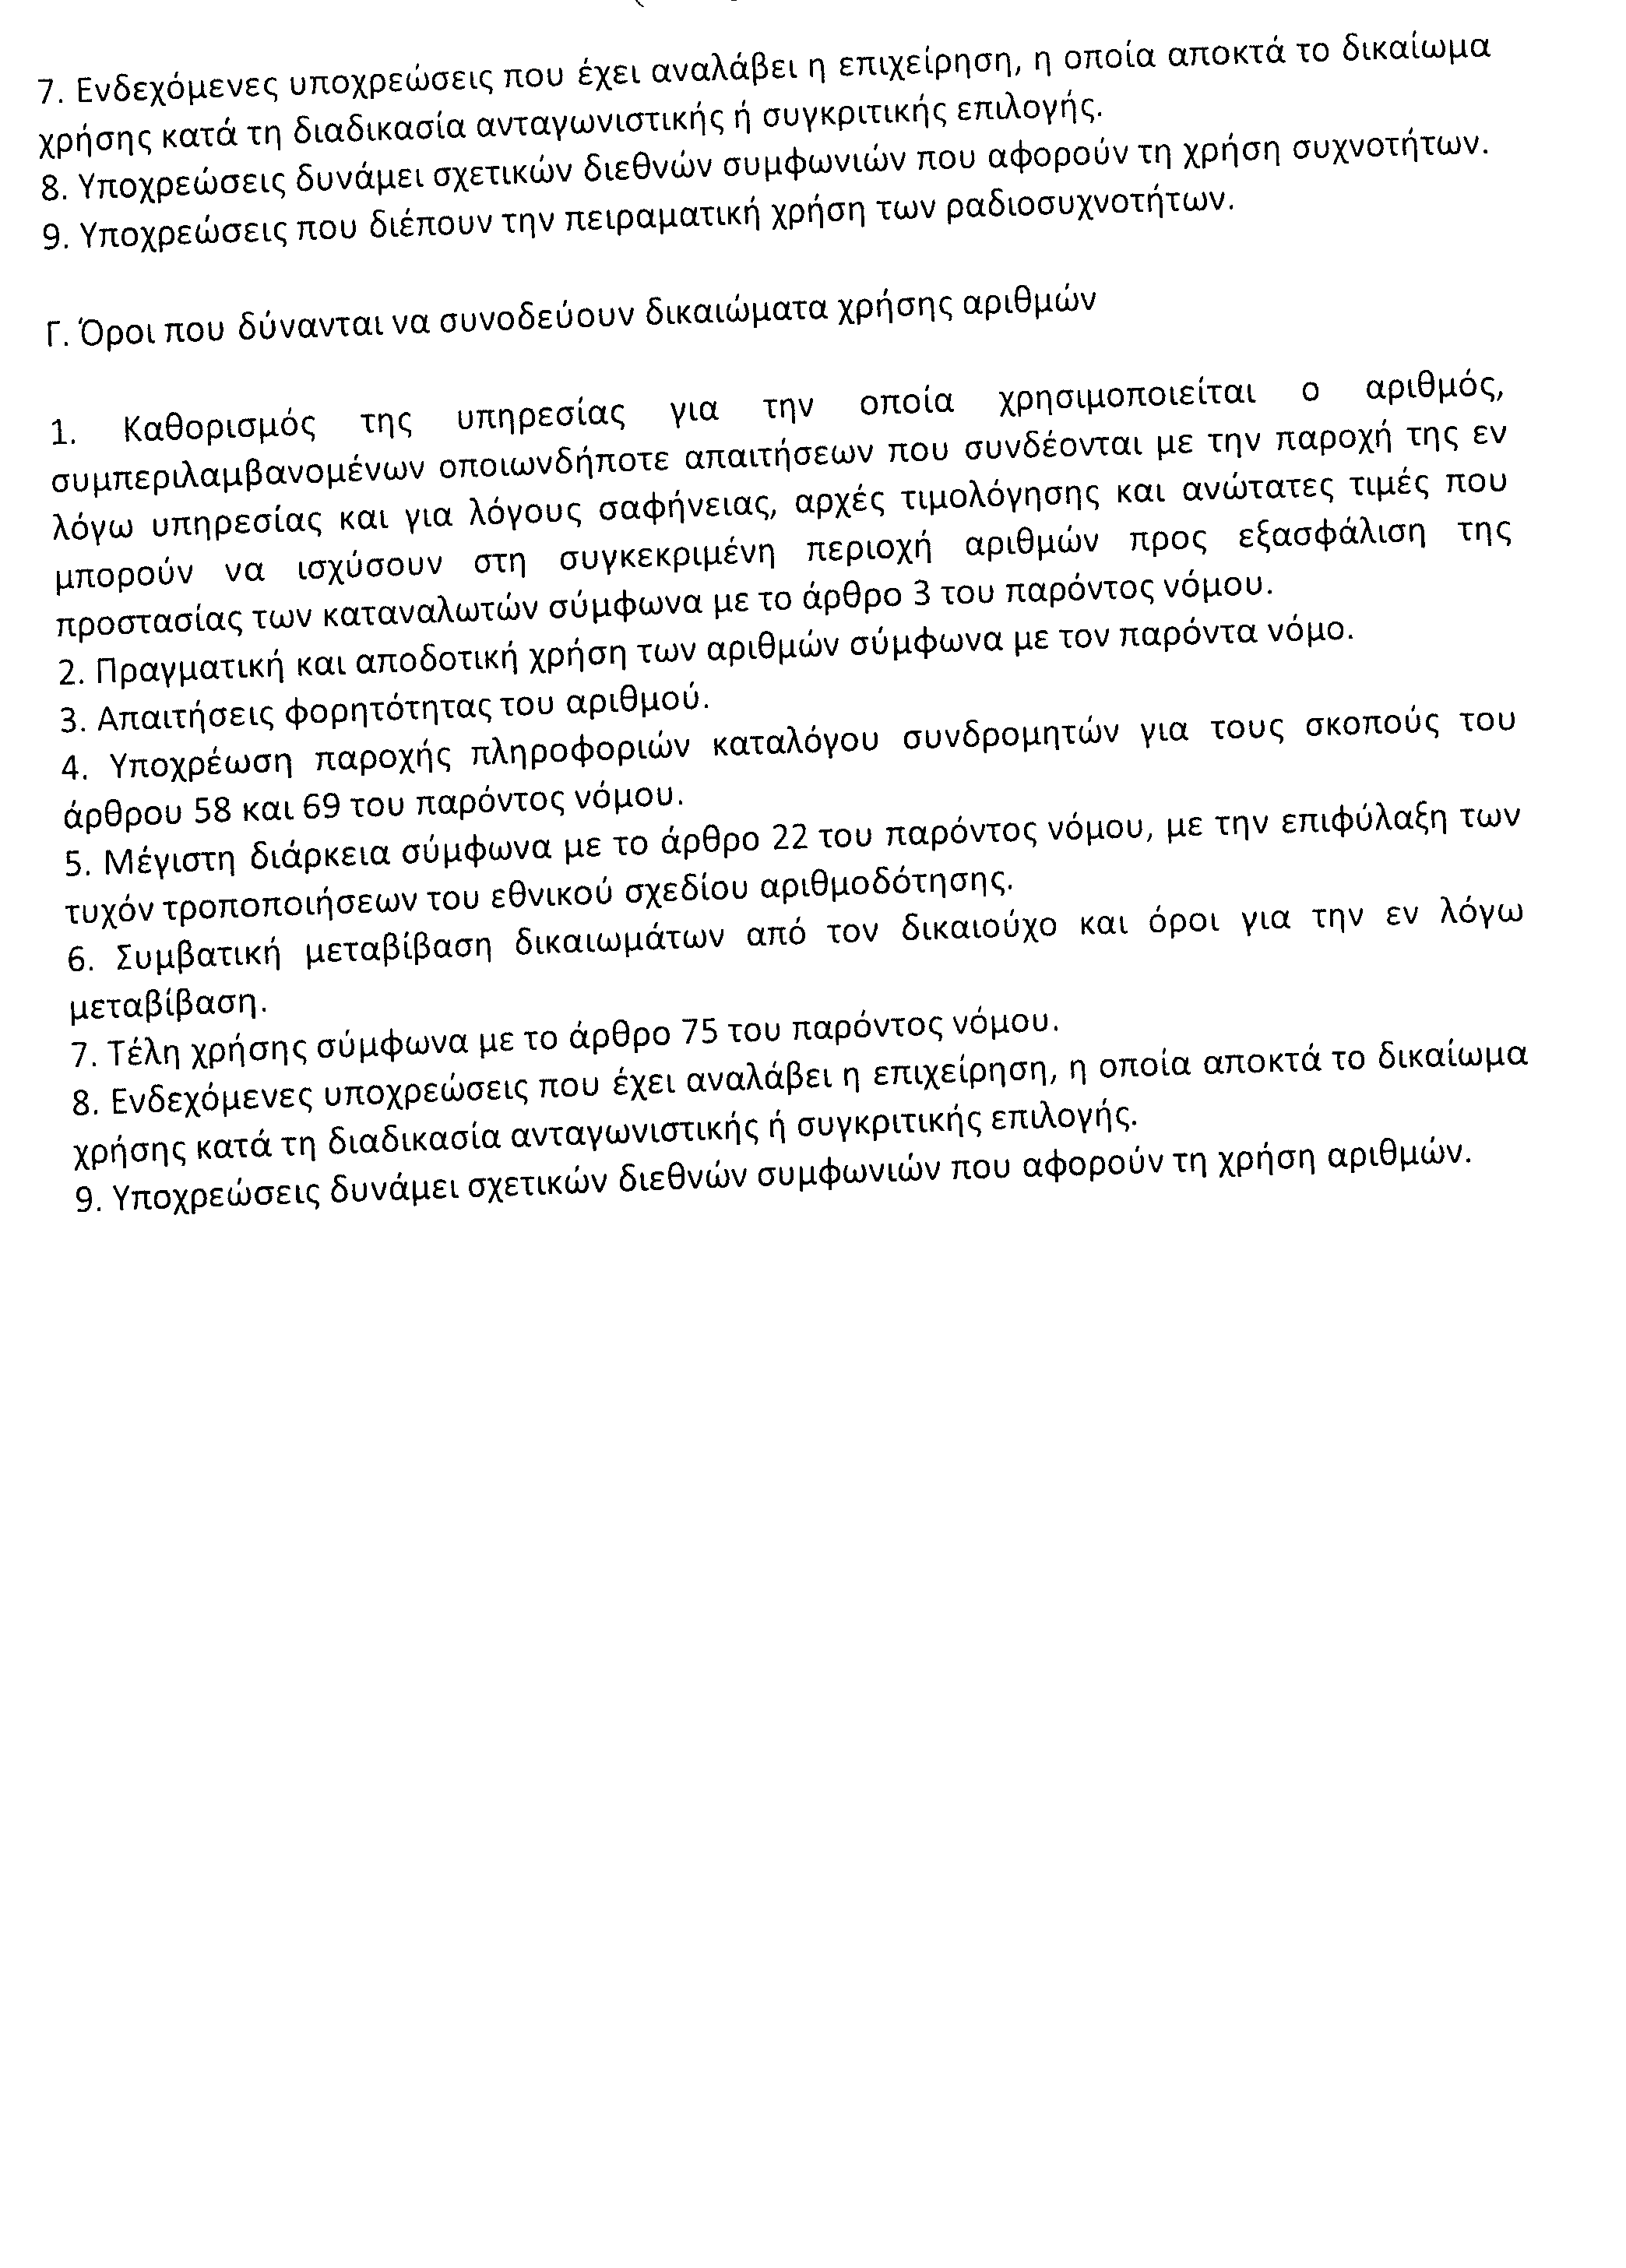 7. Ενδεχόμενες υποχρεώσεις που έχει αναλάβει η επιχείρηση, η οποία αποκτά το δικαίωμα
χρήσης κατά τη διαδικασία ανταγωνιστικής ή συγκριτικής επιλογής.
8. Υποχρεώσεις δυνάμει σχετικών διεθνών συμφωνιών που αφορούν τη χρήση συχνοτήτων.
9. Υποχρεώσεις που διέπουν την πειραματική χρήση των ραδιοσυχνοτήτων.
Γ. Όροι που δύνανται να συνοδεύουν δικαιώματα χρήσης αριθμών
1. Καθορισμός της υπηρεσίας για την οποία χρησιμοποιείται ο αριθμός,
συμπεριλαμβανομένων οποιωνδήποτε απαιτήσεων που συνδέονται με την παροχή της εν
λόγω υπηρεσίας και για λόγους σαφήνειας, αρχές τιμολόγησης και ανώτατες τιμές που
μπορούν να ισχύσουν στη συγκεκριμένη περιοχή αριθμών προς εξασφάλιση της
προστασίας των καταναλωτών σύμφωνα με το άρθρο 3 του παρόντος νόμου.
2. Πραγματική και αποδοτική χρήση των αριθμών σύμφωνα με τον παρόντα νόμο.
3. Απαιτήσεις φορητότητας του αριθμού.
4. Υποχρέωση παροχής πληροφοριών καταλόγου συνδρομητών για τους σκοπούς του
άρθρου 58 και 69 του παρόντος νόμου.
5. Μέγιστη διάρκεια σύμφωνα με το άρθρο 22 του παρόντος νόμου, με την επιφύλαξη των
τυχόν τροποποιήσεων του εθνικού σχεδίου αριθμοδότησης.
6. Συμβατική μεταβίβαση δικαιωμάτων από τον δικαιούχο και όροι για την εν λόγω
μεταβίβαση.
7. Τέλη χρήσης σύμφωνα με το άρθρο 75 του παρόντος νόμου.
8. Ενδεχόμενες υποχρεώσεις που έχει αναλάβει η επιχείρηση, η οποία αποκτά το δικαίωμα
χρήσης κατά τη διαδικασία ανταγωνιστικής ή συγκριτικής επιλογής.
9. Υποχρεώσεις δυνάμει σχετικών διεθνών συμφωνιών που αφορούν τη χρήση αριθμών.